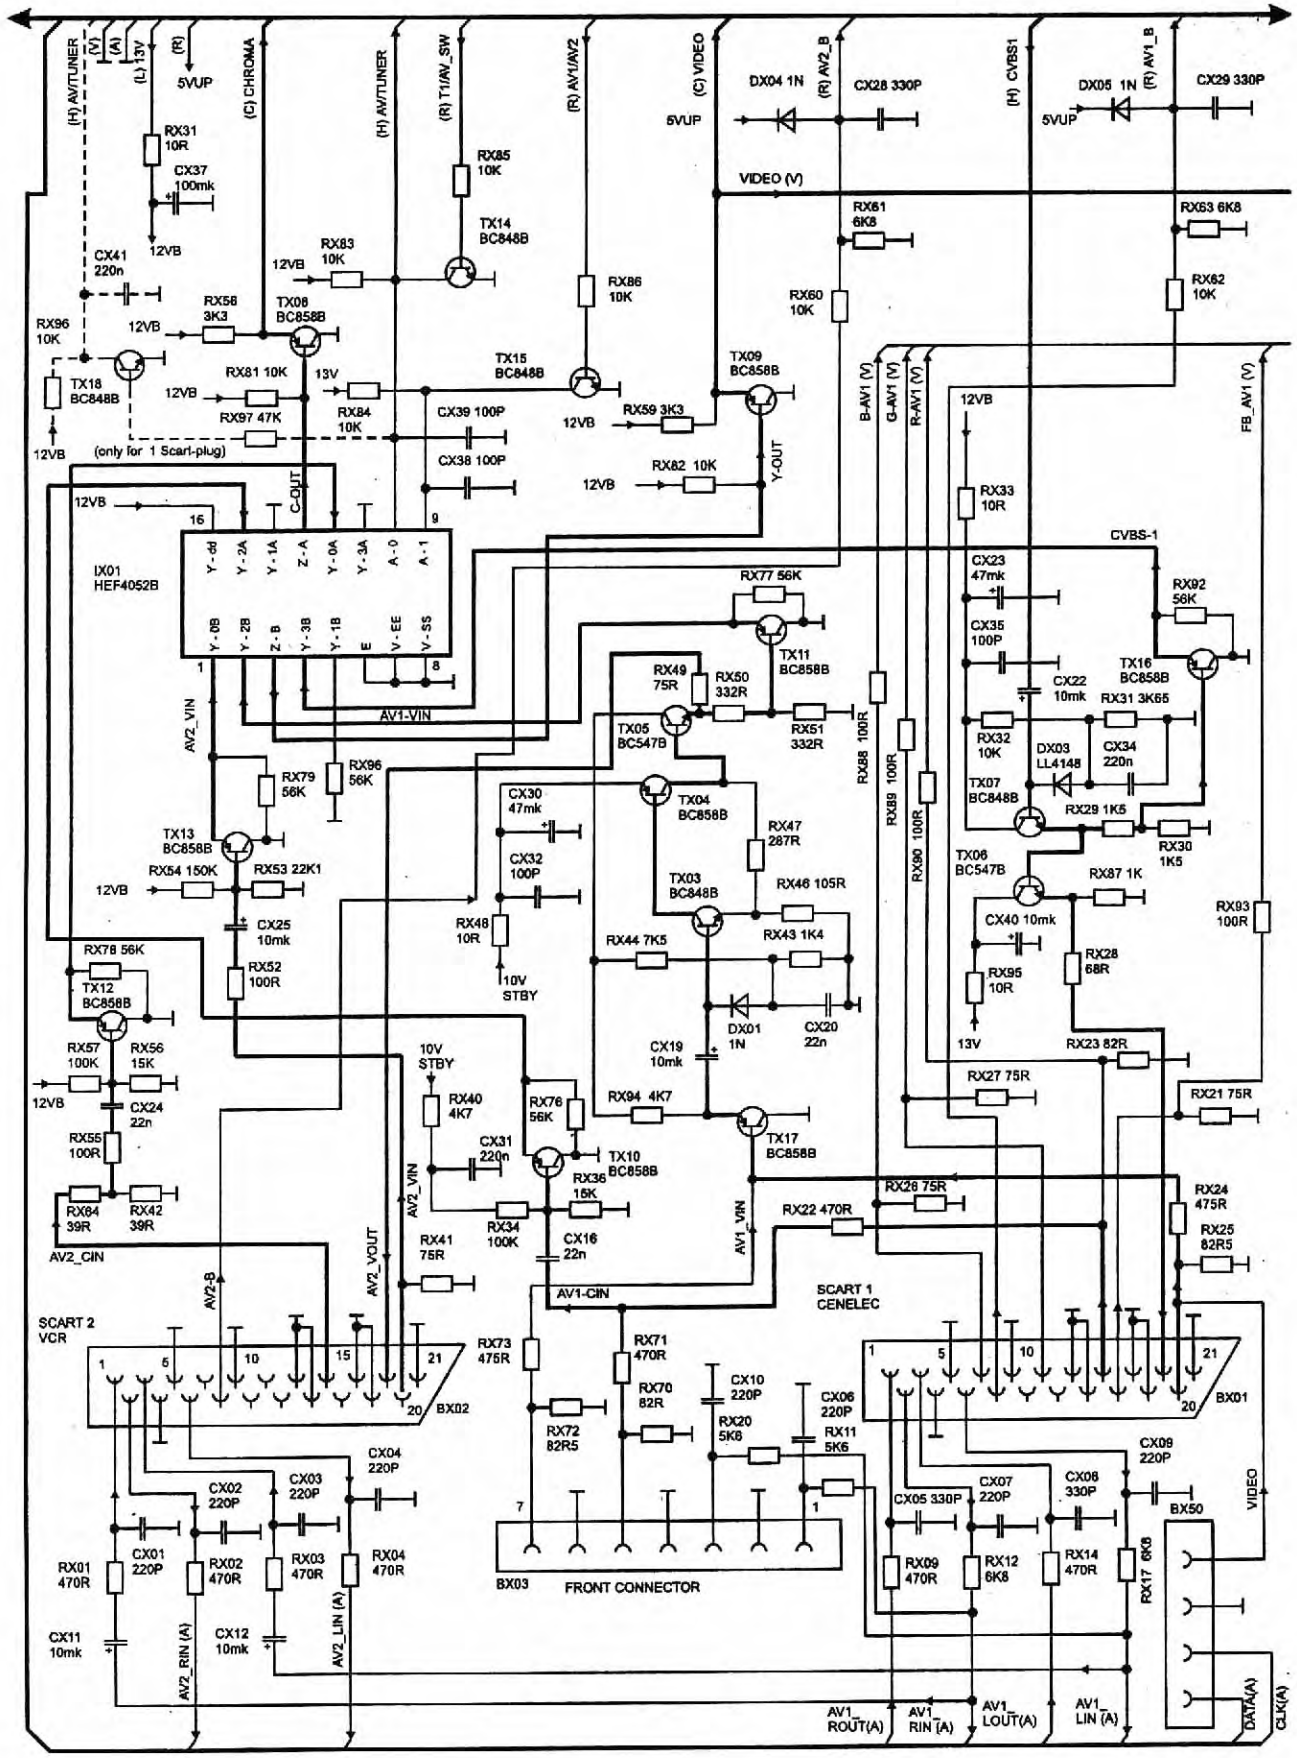 (H) AV/TUNER
(V)
(A)
(L) 13V
(R)
5VUP
(C) CHROMA
(H) AV/TUNER
(R) T1/AV_SW
(R) AV1/AV2
(C) VIDEO
(R) AV2_B
(H) CVBS1
(R) AV1_B
DX04 1N
CX28 330P
5VUP
DX05 1N
CX29 330P
5VUP
RX31
10R
CX37
100mk
12VB
RX85
10K
VIDEO (V)
TX14
BC848B
RX61
6K8
RX63 6K8
CX41
220n
RX83
10K
12VB
RX86
10K
RX60
10K
RX62
10K
RX58
3K3
12VB
TX08
BC858B
RX96
10K
TX18
BC848B
12VB
RX81 10K
12VB
RX97 47K
(only for 1 Scart-plug)
13V
RX84
10K
TX15
BC848B
CX39 100P
CX38 100P
TX09
BC858B
RX59 3K3
12VB
RX82 10K
12VB
Y-OUT
C-OUT
B-AV1 (V)
G-AV1 (V)
R-AV1 (V)
FB_AV1 (V)
12VB
RX33
10R
12VB
16
9
Y - dd
Y - 2A
Y - 1A
Z - A
Y - 0A
Y - 3A
A - 0
A - 1
IX01
HEF4052B
Y - 0B
Y - 2B
Z - B
Y - 3B
Y - 1B
E
V - EE
V - SS
1
8
CVBS-1
CX23
47mk
RX92
56K
CX35
100P
RX77 56K
TX11
BC858B
TX16
BC858B
AV2_VIN
AV1-VIN
RX49
75R
RX50
332R
TX05
BC547B
RX51
332R
CX22
10mk
RX31 3K65
RX32
10K
DX03
LL4148
CX34
220n
RX88 100R
RX89 100R
RX90 100R
TX07
BC848B
RX29 1K5
RX30
1K5
RX79
56K
RX96
56K
TX13
BC858B
CX30
47mk
TX04
BC858B
RX47
287R
RX54 150K
12VB
RX53 22K1
CX32
100P
TX03
BC848B
RX46 105R
TX06
BC547B
RX87 1K
CX25
10mk
RX48
10R
RX44 7K5
RX43 1K4
CX40 10mk
RX93
100R
RX78 56K
TX12
BC858B
RX52
100R
10V
STBY
RX95
10R
RX28
68R
DX01
1N
CX20
22n
13V
RX23 82R
RX57
100K
RX56
15K
12VB
10V
STBY
CX19
10mk
RX27 75R
RX40
4K7
RX76
56K
RX94 4K7
RX21 75R
CX24
22n
RX55
100R
CX31
220n
TX10
BC858B
TX17
BC858B
RX64
39R
RX42
39R
AV2_VIN
RX36
15K
RX34
100K
RX26 75R
RX24
475R
AV2_CIN
RX41
75R
AV2_VOUT
AV2-B
CX16
22n
AV1_VIN
RX22 470R
RX25
82R5
AV1-CIN
SCART 2
VCR
SCART 1
CENELEC
1
5
10
15
21
20
BX02
RX73
475R
RX71
470R
RX70
82R
RX72
82R5
CX10
220P
RX20
5K6
CX06
220P
RX11
5K6
1
5
10
21
20
BX01
CX04
220P
CX03
220P
CX02
220P
CX01
220P
7
1
CX05 330P
CX07
220P
CX08
330P
CX09
220P
BX50
VIDEO
RX01
470R
RX02
470R
RX03
470R
RX04
470R
BX03
FRONT CONNECTOR
RX09
470R
RX12
6K8
RX14
470R
RX17 6K8
CX11
10mk
AV2_RIN (A)
CX12
10mk
AV2_LIN (A)
AV1_
ROUT(A)
AV1_
RIN (A)
AV1_
LOUT(A)
AV1_
LIN (A)
DATA(A)
CLK(A)